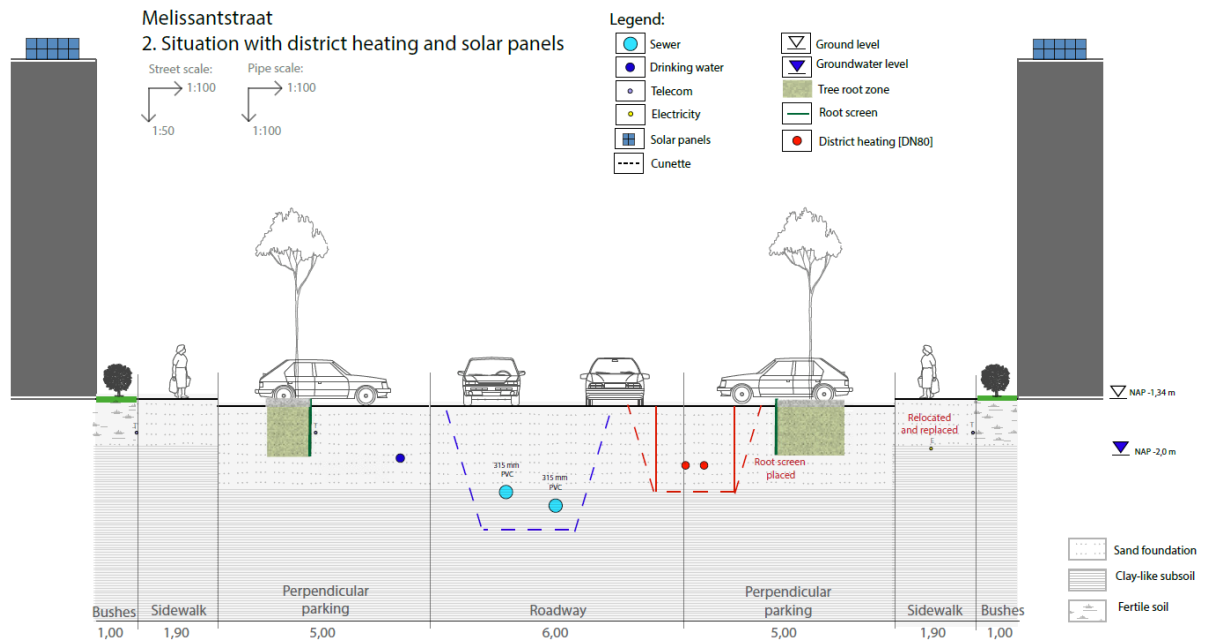 Melissantstraat
2. Situation with district heating and solar panels
Street scale:
1:100
1:50
Pipe scale:
1:100
1:100
Legend:
Sewer
Drinking water
Telecom
Electricity
Solar panels
Cunette
Ground level
Groundwater level
Tree root zone
Root screen
District heating [DN80]
NAP -1,34 m
NAP -2,0 m
T
T
Relocated
and replaced
T
E
315 mm
PVC
315 mm
PVC
Root screen
placed
Sand foundation
Clay-like subsoil
Fertile soil
Bushes
Sidewalk
Perpendicular
parking
Roadway
Perpendicular
parking
Sidewalk
Bushes
1,00
1,90
5,00
6,00
5,00
1,90
1,00